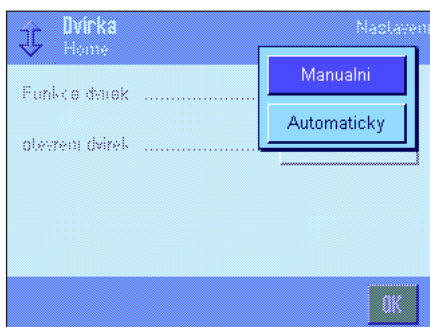 Dvirka
Home
Nastaveni
Manualni
Funkce dvirek ....................
Automaticky
otevreni dvirek ....................
OK